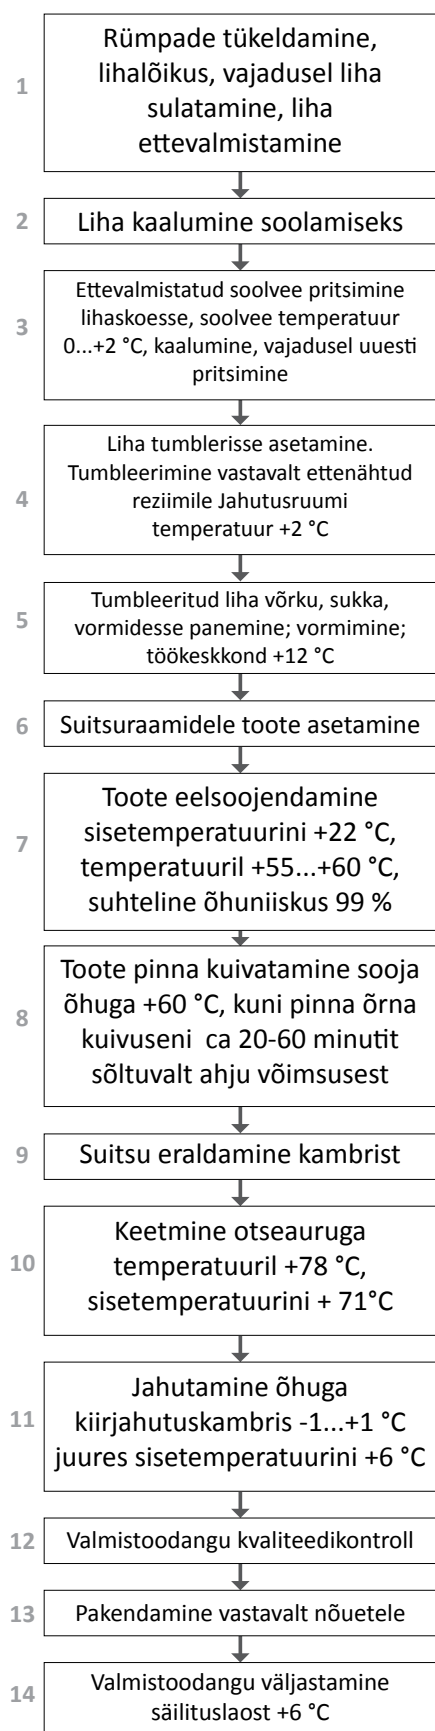 1
Rümpade tükeldamine,
lihalõikus, vajadusel liha
sulatamine, liha
ettevalmistamine
2
Liha kaalumine soolamiseks
3
Ettevalmistatud soolvee pritsimine
lihaskoesse, soolvee temperatuur
0...+2 °C, kaalumine, vajadusel uuesti
pritsimine
4
Liha tumblerisse asetamine.
Tumbleerimine vastavalt ettenähtud
reziimile Jahutusruumi
temperatuur +2 °C
5
Tumbleeritud liha võrku, sukka,
vormidesse panemine; vormimine;
töökeskkond +12 °C
6
Suitsuraamidele toote asetamine
7
Toote eelsoojendamine
sisetemperatuurini +22 °C,
temperatuuril +55...+60 °C,
suhteline õhuniiskus 99 %
8
Toote pinna kuivatamine sooja
õhuga +60 °C, kuni pinna õrna
kuivuseni ca 20-60 minutit
sõltuvalt ahju võimsusest
9
Suitsu eraldamine kambrist
10
Keetmine otseauruga
temperatuuril +78 °C,
sisetemperatuurini + 71°C
11
Jahutamine õhuga
kiirjahutuskambris -1...+1 °C
juures sisetemperatuurini +6 °C
12
Valmistoodangu kvaliteedikontroll
13
Pakendamine vastavalt nõuetele
14
Valmistoodangu väljastamine
säilituslaost +6 °C